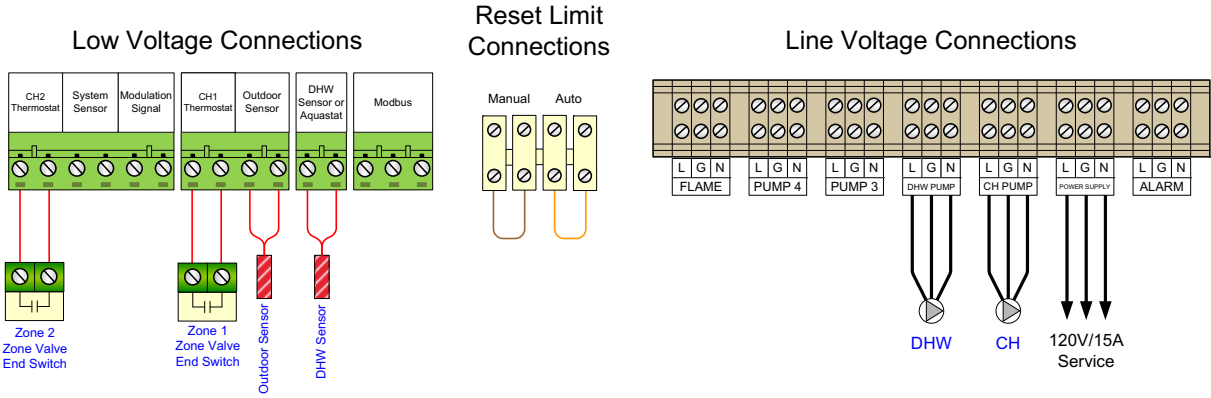 Low Voltage Connections
Reset Limit
Connections
Line Voltage Connections
CH2
Thermostat
System
Sensor
Modulation
Signal
CH1
Thermostat
Outdoor
Sensor
DHW
Sensor or
Aquastat
Modbus
Manual
Auto
L G N
L G N
L G N
L G N
L G N
L G N
L G N
FLAME
PUMP 4
PUMP 3
DHW PUMP
CH PUMP
POWER SUPPLY
ALARM
Zone 2
Zone Valve
End Switch
Zone 1
Zone Valve
End Switch
Outdoor Sensor
DHW Sensor
DHW
CH
120V/15A
Service